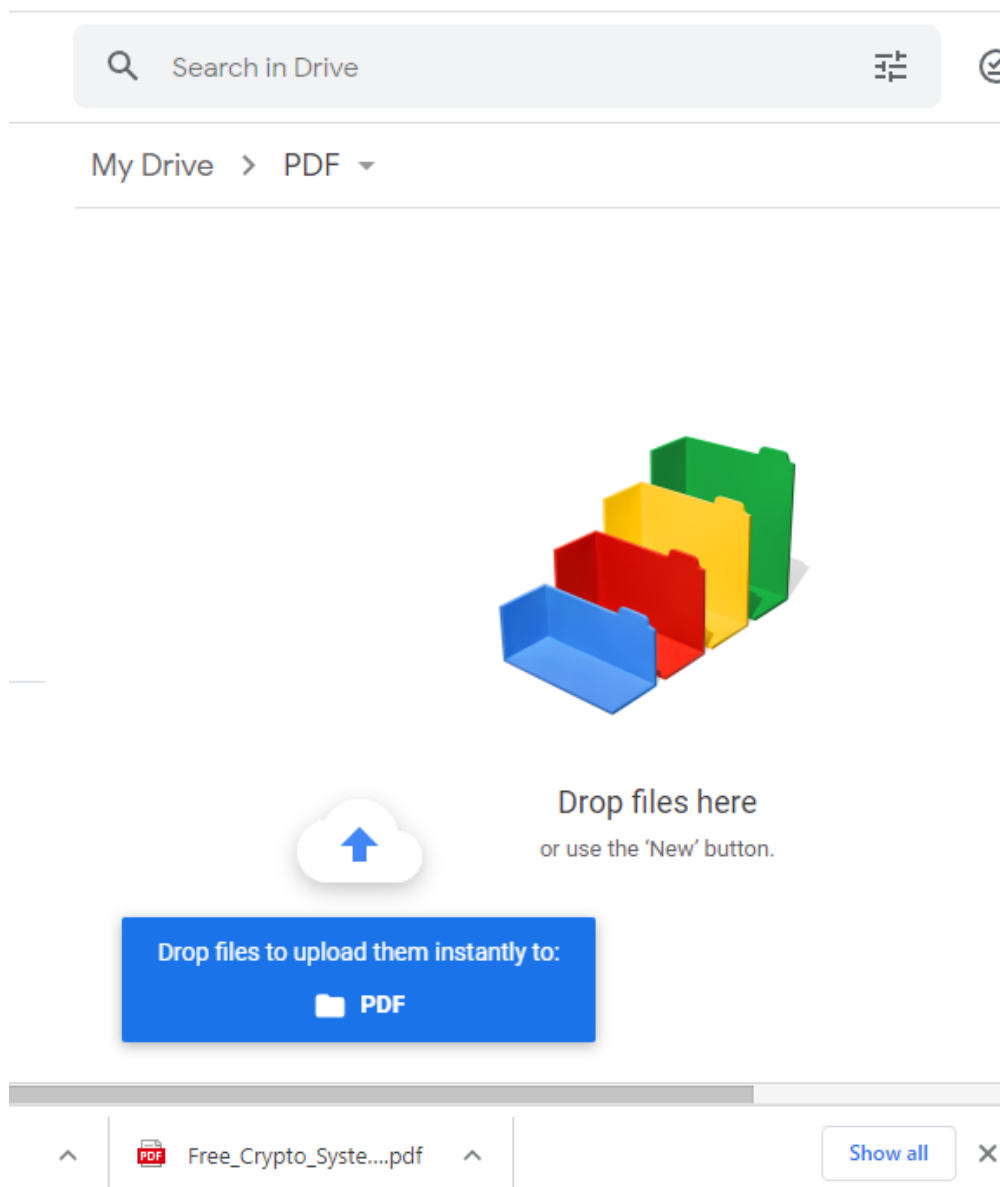 Search in Drive
My Drive > PDF
Drop files here
or use the ‘New’ button.
Drop files to upload them instantly to:
PDF
PDF
Free_Crypto_Syste....pdf
Show all